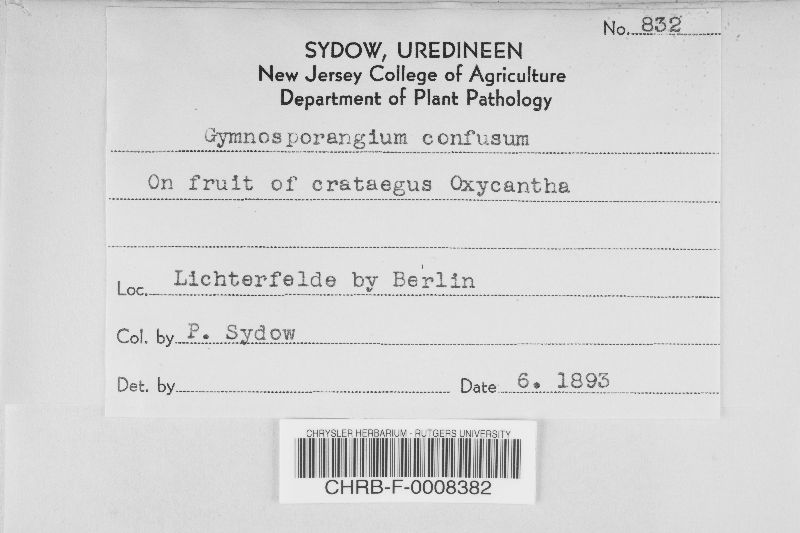 No. 832
SYDOW, UREDINEEN
New Jersey College of Agriculture
Department of Plant Pathology
Gymnosporangium confusum
On fruit of crataegus Oxycantha
Loc. Lichterfelde by Berlin
Col. by P. Sydow
Det. by Date 6. 1893
CHRYSLER HERBARIUM - RUTGERS UNIVERSITY
CHRB-F-0008382